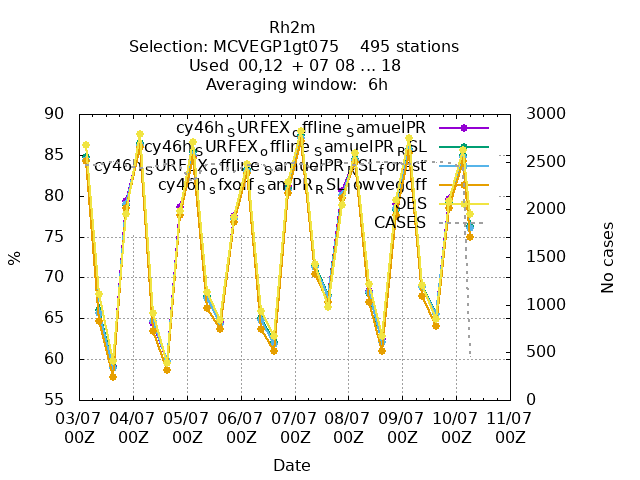 Rh2m
Selection: MCVEGP1gt075 495 stations
Used 00,12 + 07 08 ... 18
Averaging window: 6h
90 3000
85 2500
80 2000
75 1500
70 1000
65
60 500
55 0
%
No cases
cy46h_SURFEX_offline_SamuelPR
cy46h_SURFEX_offline_SamuelPR_RSL
cy46h_SURFEX_offline_SamuelPR_RSL_forest
OBS
CASES
03/07 04/07 05/07 06/07 07/07 08/07 09/07 10/07 11/07
00Z 00Z 00Z 00Z 00Z 00Z 00Z 00Z 00Z
Date